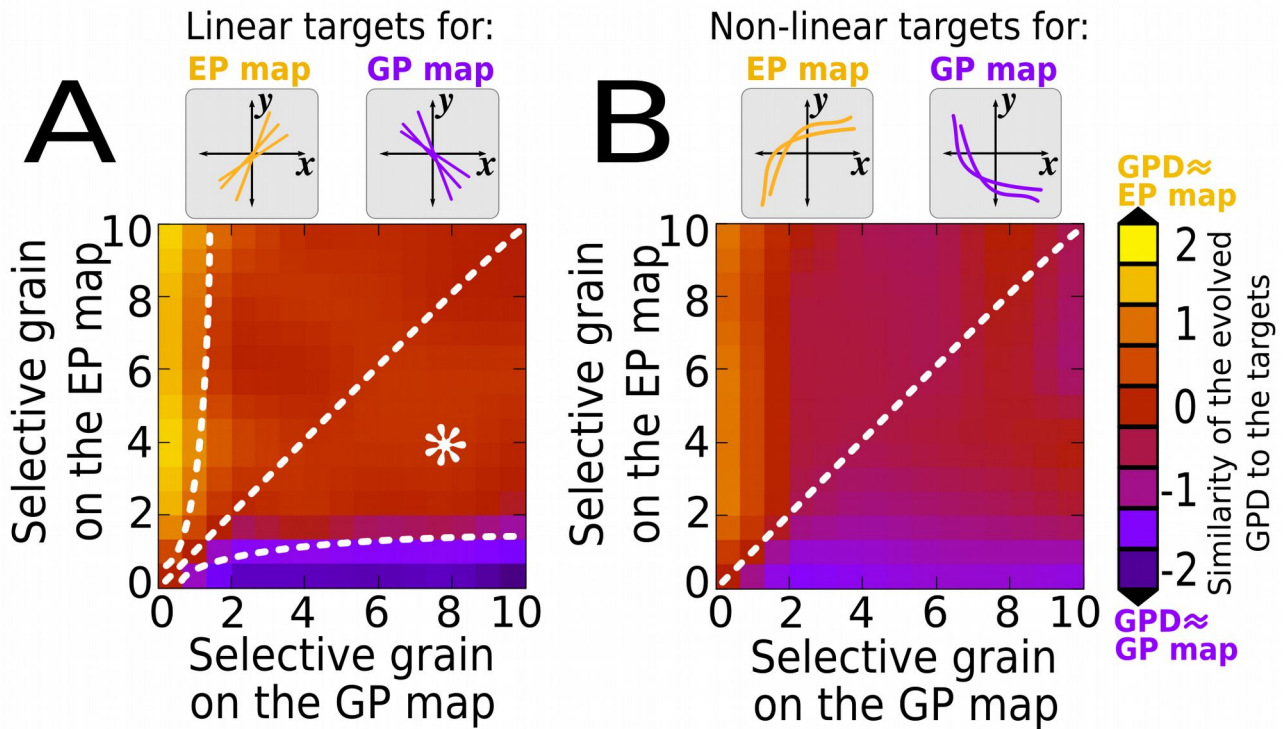 Linear targets for:
EP map
GP map
A
y
x
y
x
Selective grain
on the EP map
10
8
6
4
2
0
*
0
2
4
6
8
10
Selective grain
on the GP map
Non-linear targets for:
EP map
GP map
B
y
x
y
x
Selective grain
on the EP map
10
8
6
4
2
0
0
2
4
6
8
10
Selective grain
on the GP map
GPD≈
EP map
2
1
0
-1
-2
Similarity of the evolved
GPD to the targets
GPD≈
GP map